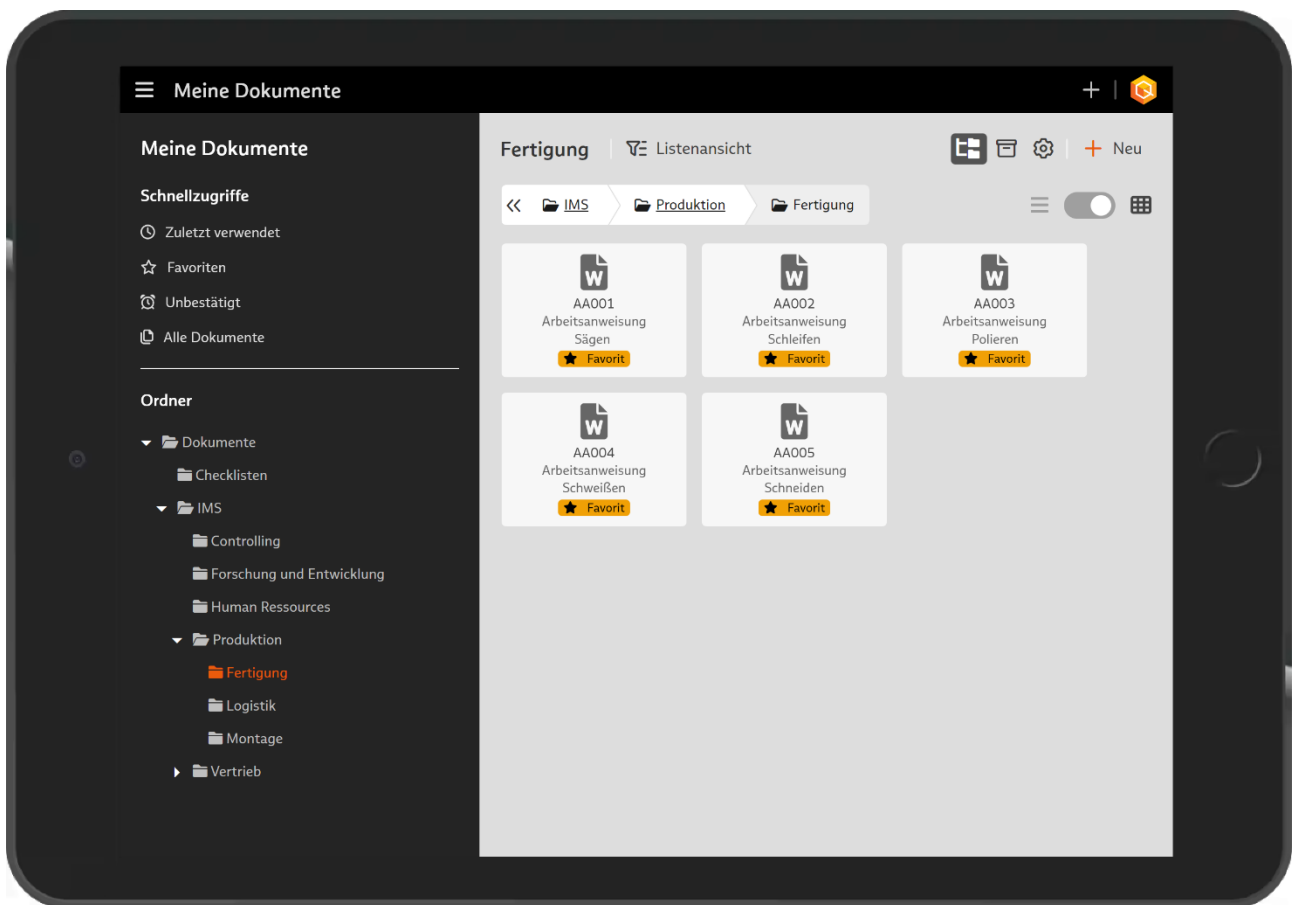 Meine Dokumente
Meine Dokumente
Schnellzugriffe
Zuletzt verwendet
Favoriten
Unbestätigt
Alle Dokumente
Ordner
Dokumente
Checklisten
IMS
Controlling
Forschung und Entwicklung
Human Ressources
Produktion
Fertigung
Logistik
Montage
Vertrieb
Fertigung Listenansicht Neu
IMS Produktion Fertigung
W
AA001
Arbeitsanweisung
Sägen
Favorit
W
AA002
Arbeitsanweisung
Schleifen
Favorit
W
AA003
Arbeitsanweisung
Polieren
Favorit
W
AA004
Arbeitsanweisung
Schweißen
Favorit
W
AA005
Arbeitsanweisung
Schneiden
Favorit